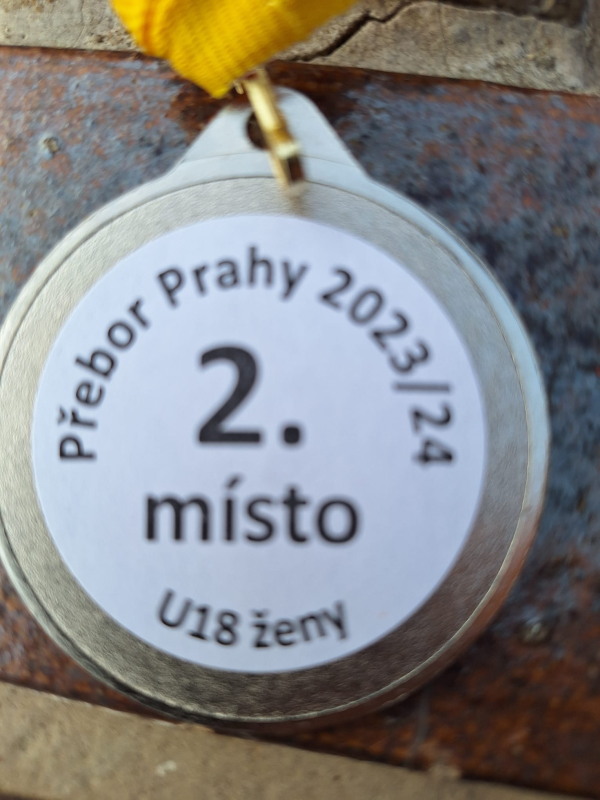 Přebor Prahy 2023/24
2.
místo
U18 ženy